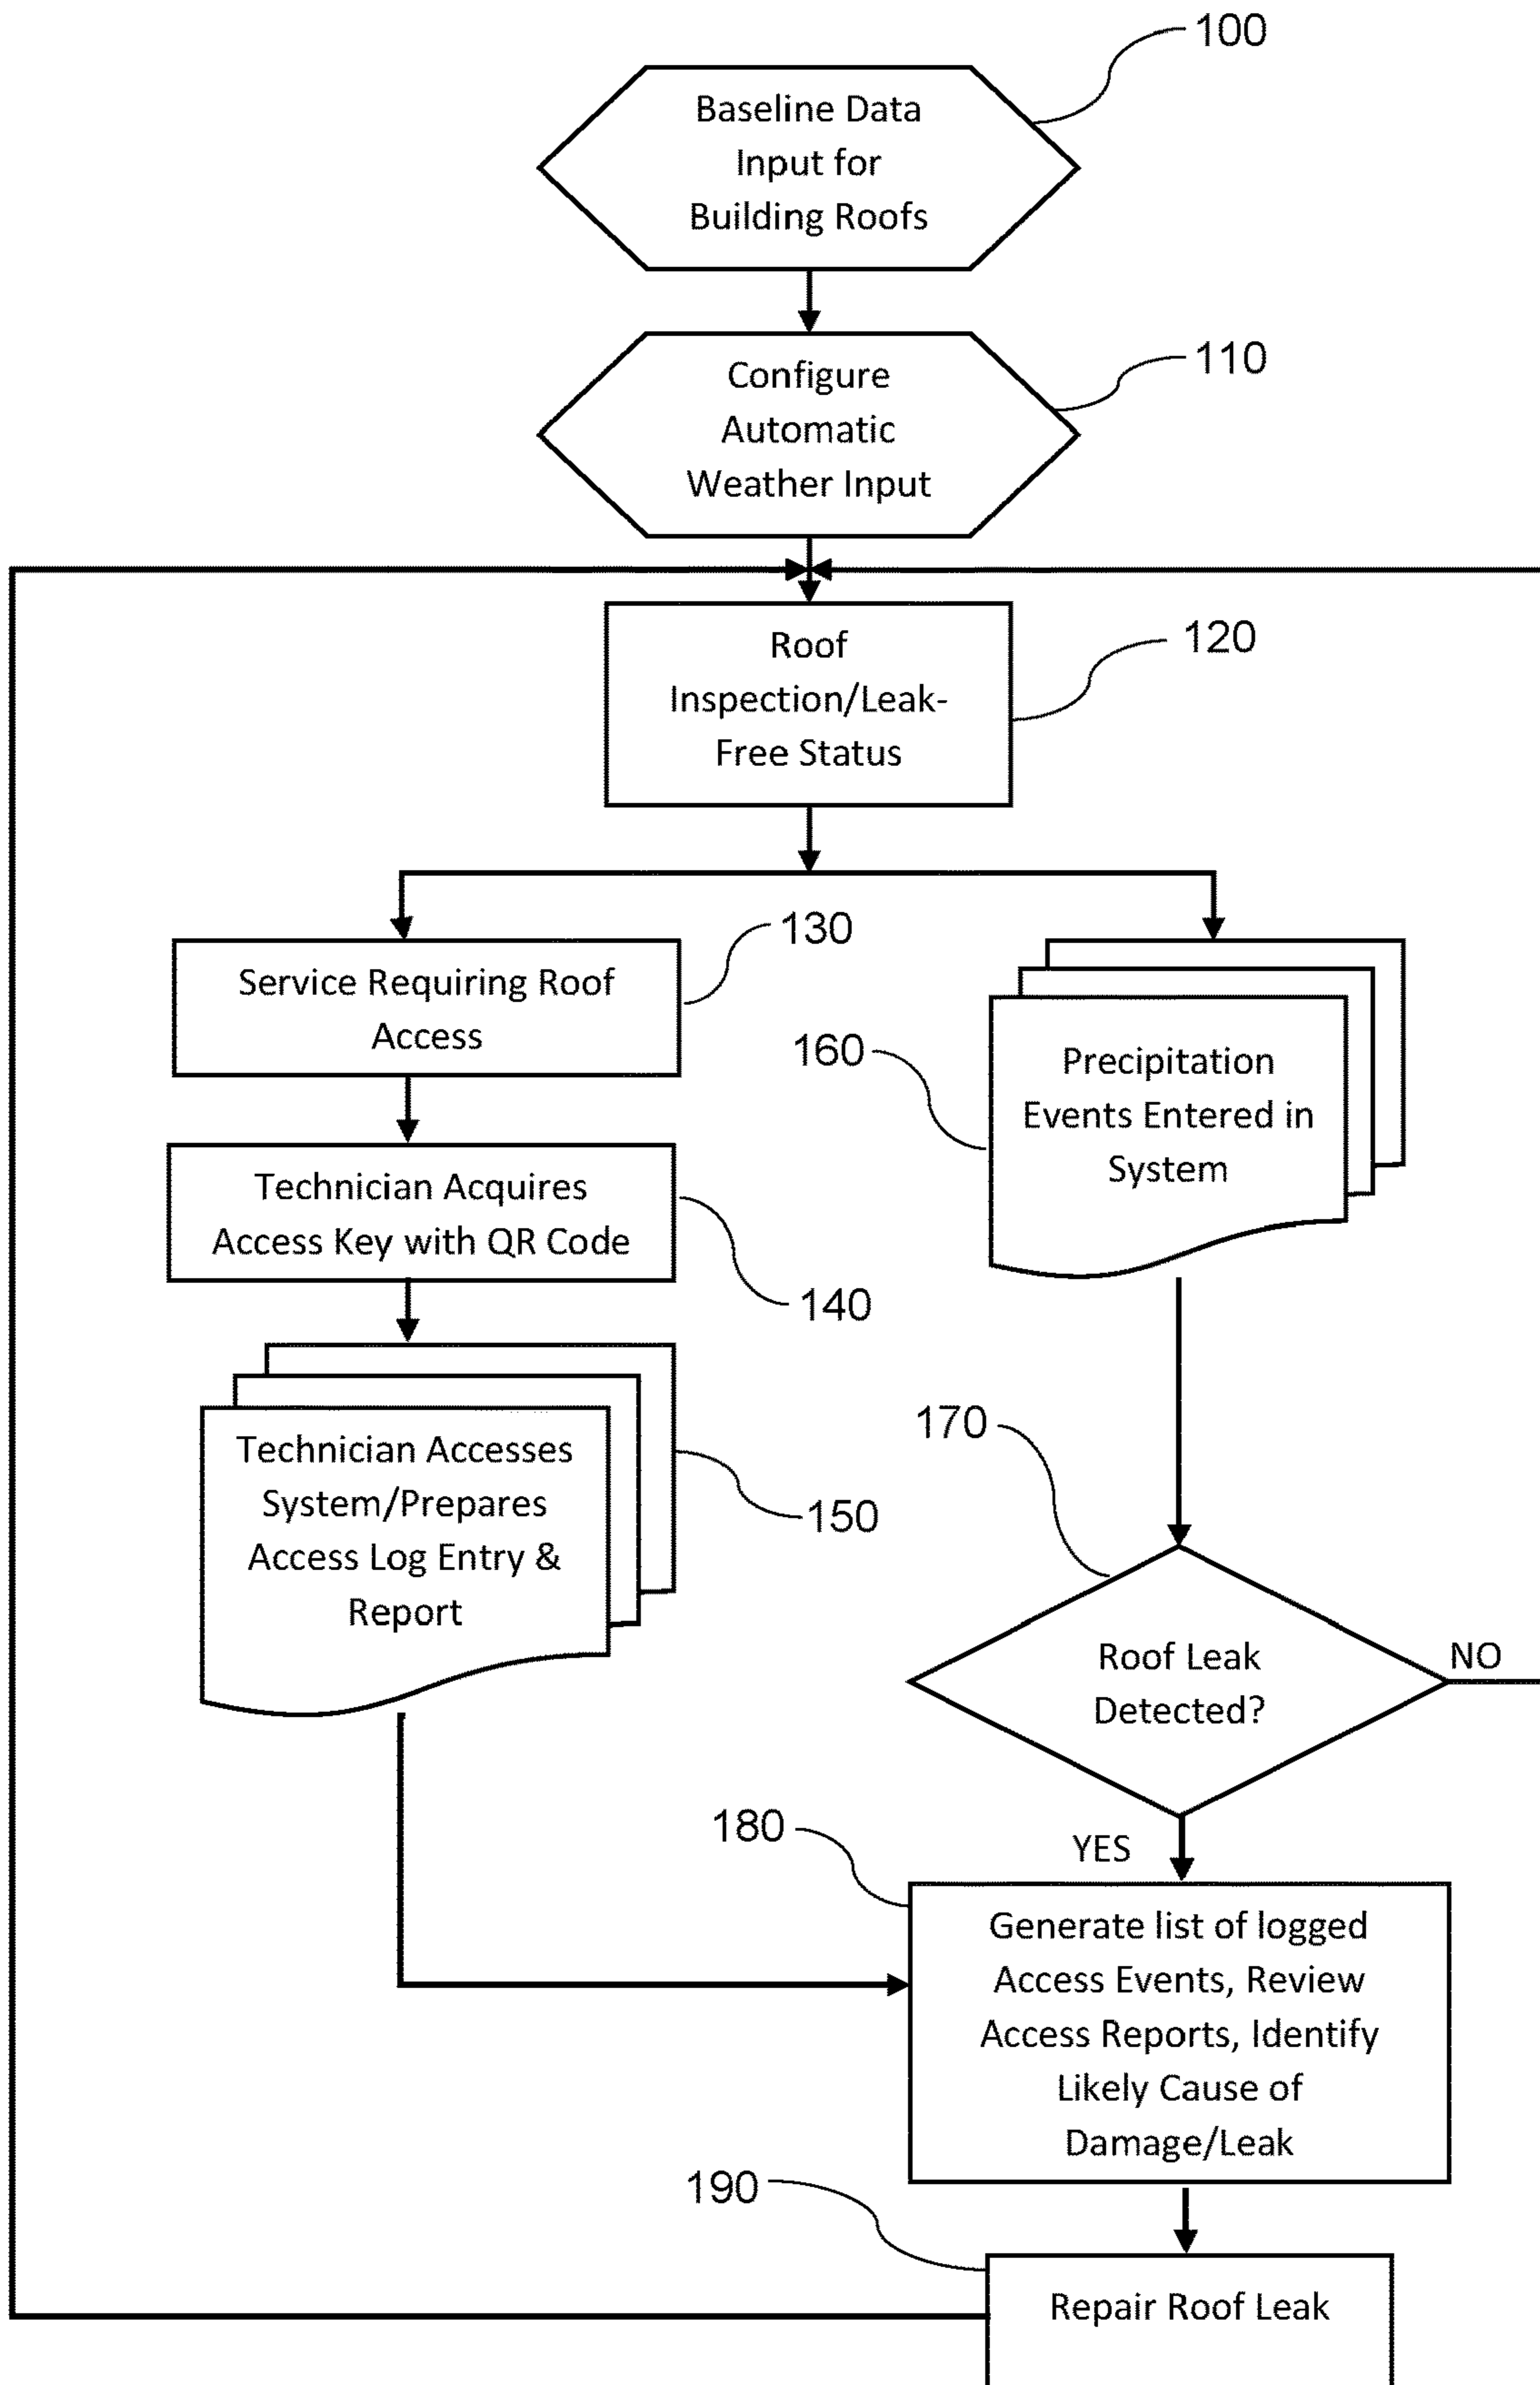 100
Baseline Data
Input for
Building Roofs
110
Configure
Automatic
Weather Input
120
Roof
Inspection/Leak-
Free Status
130
Service Requiring Roof
Access
140
Technician Acquires
Access Key with QR Code
150
Technician Accesses
System/Prepares
Access Log Entry &
Report
160
Precipitation
Events Entered in
System
170
Roof Leak
Detected?
NO
YES
180
Generate list of logged
Access Events, Review
Access Reports, Identify
Likely Cause of
Damage/Leak
190
Repair Roof Leak